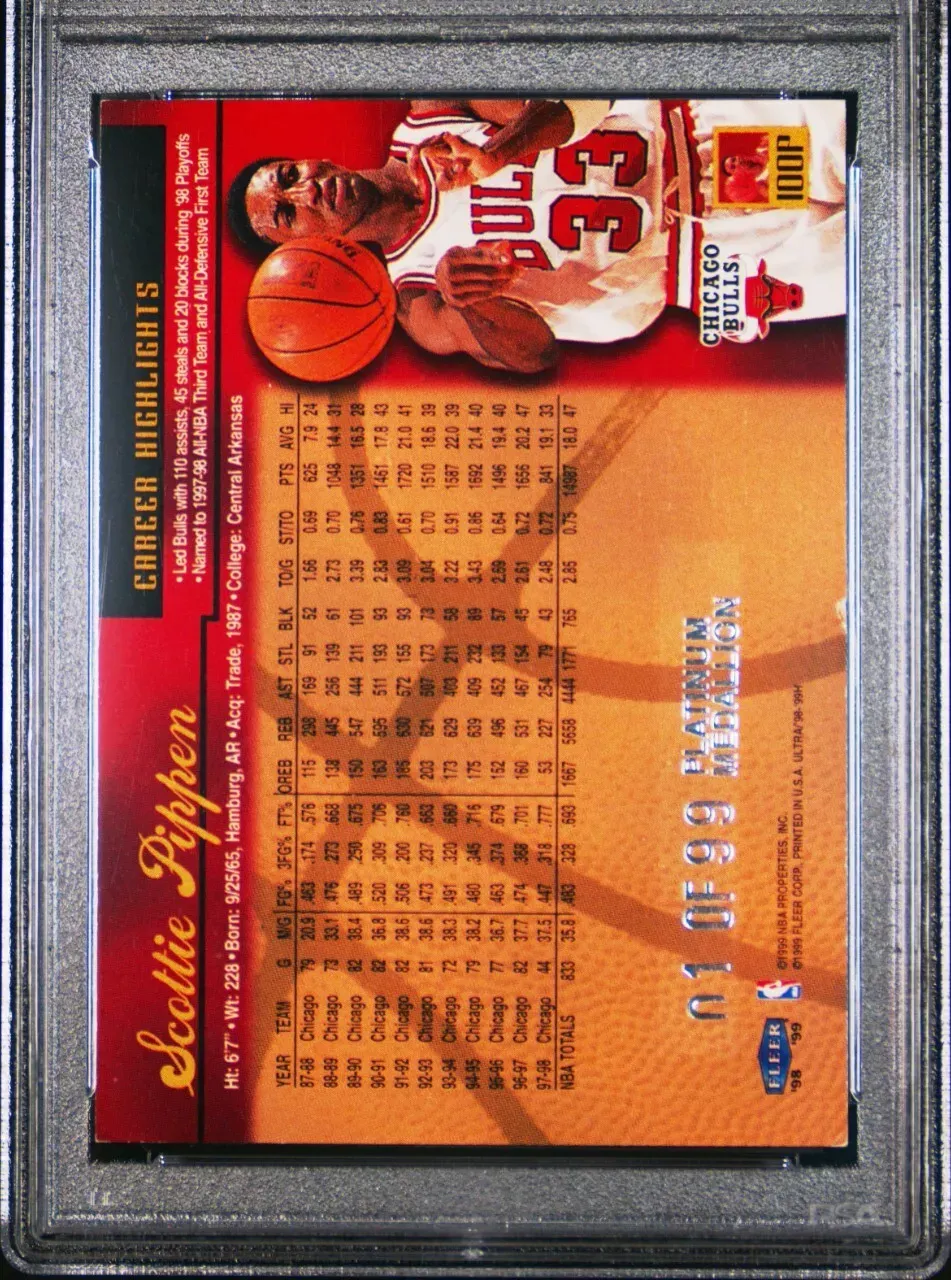 Scottie Pippen
CAREER HIGHLIGHTS
• Led Bulls with 110 assists, 45 steals and 20 blocks during '98 Playoffs
• Named to 1997-98 All-NBA Third Team and All-Defensive First Team
Ht: 6'7" • Wt: 228 • Born: 9/25/65, Hamburg, AR • Acq: Trade, 1987 • College: Central Arkansas
YEAR TEAM G M/G FG% 3FG% FT% OREB REB AST STL BLK TO/G ST/TO PTS AVG HI
87-88 Chicago 79 20.9 .463 .174 .576 115 298 169 91 52 1.66 0.69 625 7.9 24
88-89 Chicago 73 33.1 .476 .273 .668 138 445 256 139 61 2.73 0.70 1048 14.4 31
89-90 Chicago 82 38.4 .489 .250 .675 150 547 444 211 101 3.39 0.76 1351 16.5 28
90-91 Chicago 82 36.8 .520 .309 .706 163 595 511 193 93 2.83 0.83 1461 17.8 43
91-92 Chicago 82 38.6 .506 .200 .760 185 630 572 155 93 3.09 0.61 1720 21.0 41
92-93 Chicago 81 38.6 .473 .237 .663 203 621 507 173 73 3.04 0.70 1510 18.6 39
93-94 Chicago 72 38.3 .491 .320 .660 173 629 403 211 58 3.22 0.91 1587 22.0 39
94-95 Chicago 79 38.2 .480 .345 .716 175 639 409 232 89 3.43 0.86 1692 21.4 40
95-96 Chicago 77 36.7 .463 .374 .679 152 496 452 133 57 2.69 0.64 1496 19.4 40
96-97 Chicago 82 37.7 .474 .368 .701 160 531 467 154 45 2.61 0.72 1656 20.2 47
97-98 Chicago 44 37.5 .447 .318 .777 53 227 254 79 43 2.48 0.72 841 19.1 33
NBA TOTALS 833 35.8 .483 .328 .693 1667 5658 4444 1771 765 2.85 0.75 14987 18.0 47
BULL
33
CHICAGO
BULLS
100P
01 OF 99 PLATINUM
MEDALLION
FLEER
'98 '99
©1999 NBA PROPERTIES, INC.
©1999 FLEER CORP. PRINTED IN U.S.A. ULTRA/'98-'99H
PSA